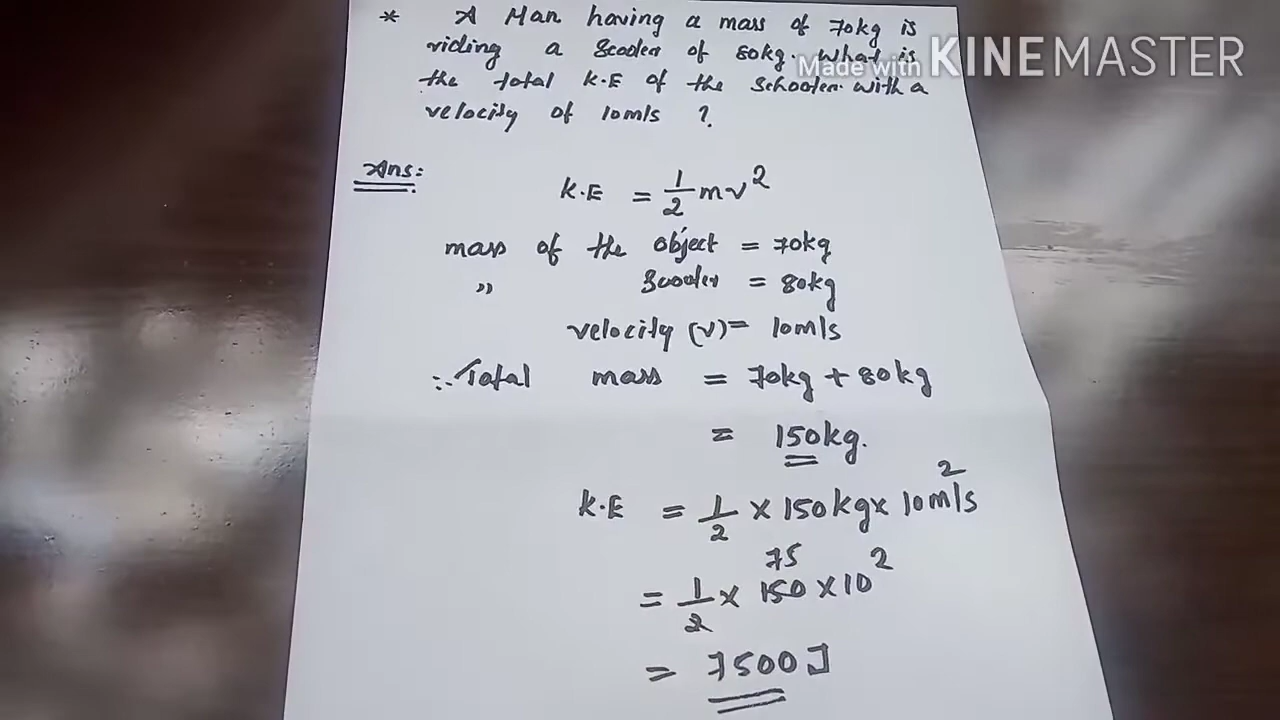 * A Man having a mass of 70kg is
riding a Scooter of 80kg. What is
the total K.E of the Schooter with a
velocity of 10m/s ?
Made with KINEMASTER
Ans:
K.E = 1/2 mv²
mass of the object = 70kg
" Scooter = 80kg
velocity (v) = 10m/s
∴ Total mass = 70kg + 80kg
= 150kg.
K.E = 1/2 × 150kg × 10m/s²
75
= 1/2 × 150 × 10²
= 7500J